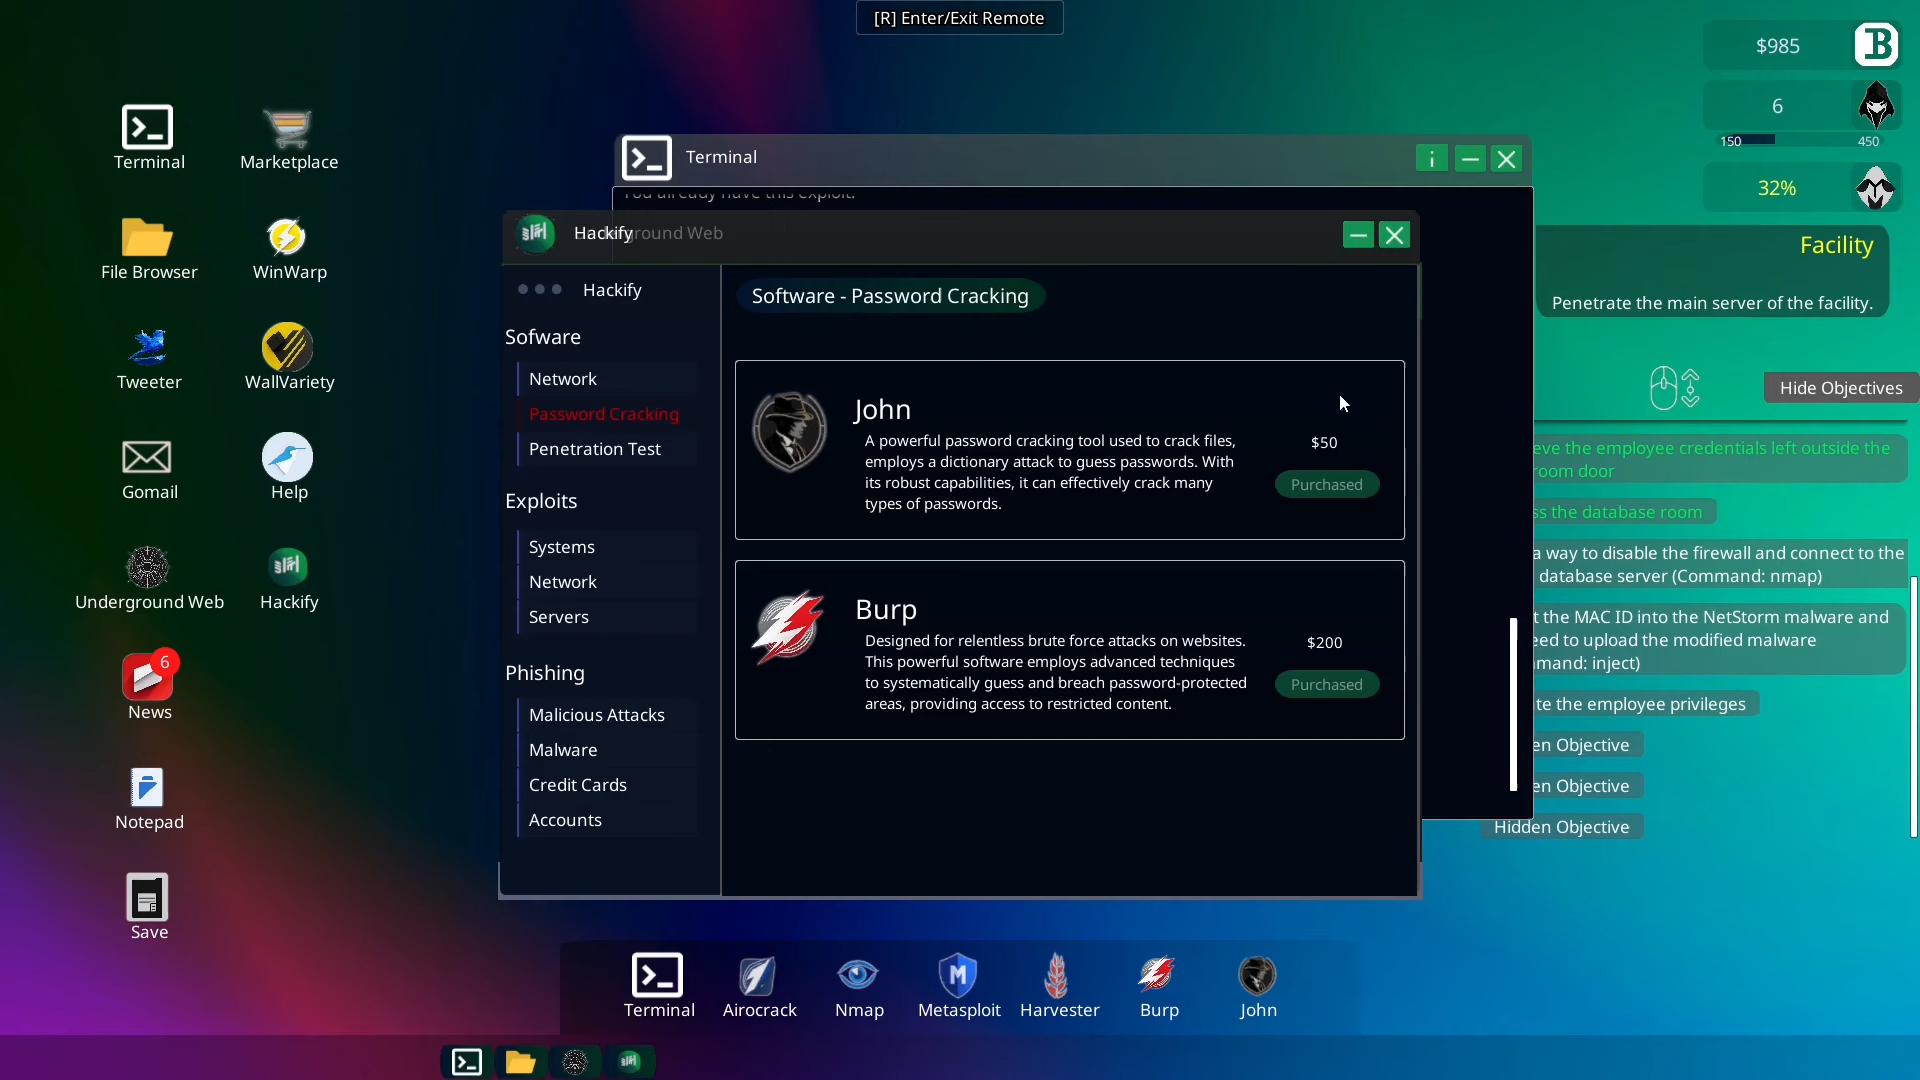 [R] Enter/Exit Remote
$985
6
150
450
32%
Facility
Penetrate the main server of the facility.
Hide Objectives
eve the employee credentials left outside the
room door
ss the database room
a way to disable the firewall and connect to the
database server (Command: nmap)
t the MAC ID into the NetStorm malware and
eed to upload the modified malware
mmand: inject)
te the employee privileges
en Objective
en Objective
Hidden Objective
Terminal
Marketplace
File Browser
WinWarp
Tweeter
WallVariety
Gomail
Help
Underground Web
Hackify
6
News
Notepad
Save
Terminal
You already have this exploit.
Hackify
ground Web
Hackify
Sofware
Network
Password Cracking
Penetration Test
Exploits
Systems
Network
Servers
Phishing
Malicious Attacks
Malware
Credit Cards
Accounts
Software - Password Cracking
John
A powerful password cracking tool used to crack files,
employs a dictionary attack to guess passwords. With
its robust capabilities, it can effectively crack many
types of passwords.
$50
Purchased
Burp
Designed for relentless brute force attacks on websites.
This powerful software employs advanced techniques
to systematically guess and breach password-protected
areas, providing access to restricted content.
$200
Purchased
Terminal
Airocrack
Nmap
Metasploit
Harvester
Burp
John